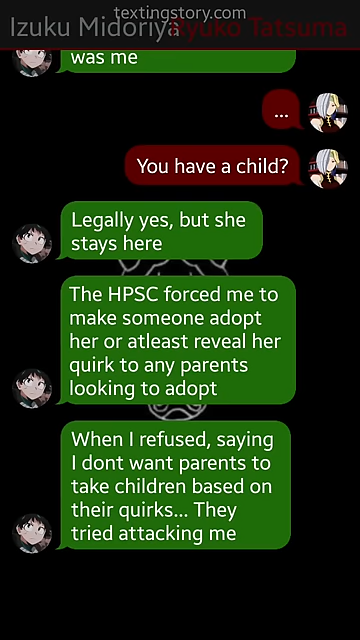 textingstory.com
Izuku Midoriya Ryuko Tatsuma
was me
...
You have a child?
Legally yes, but she
stays here
The HPSC forced me to
make someone adopt
her or atleast reveal her
quirk to any parents
looking to adopt
When I refused, saying
I dont want parents to
take children based on
their quirks... They
tried attacking me